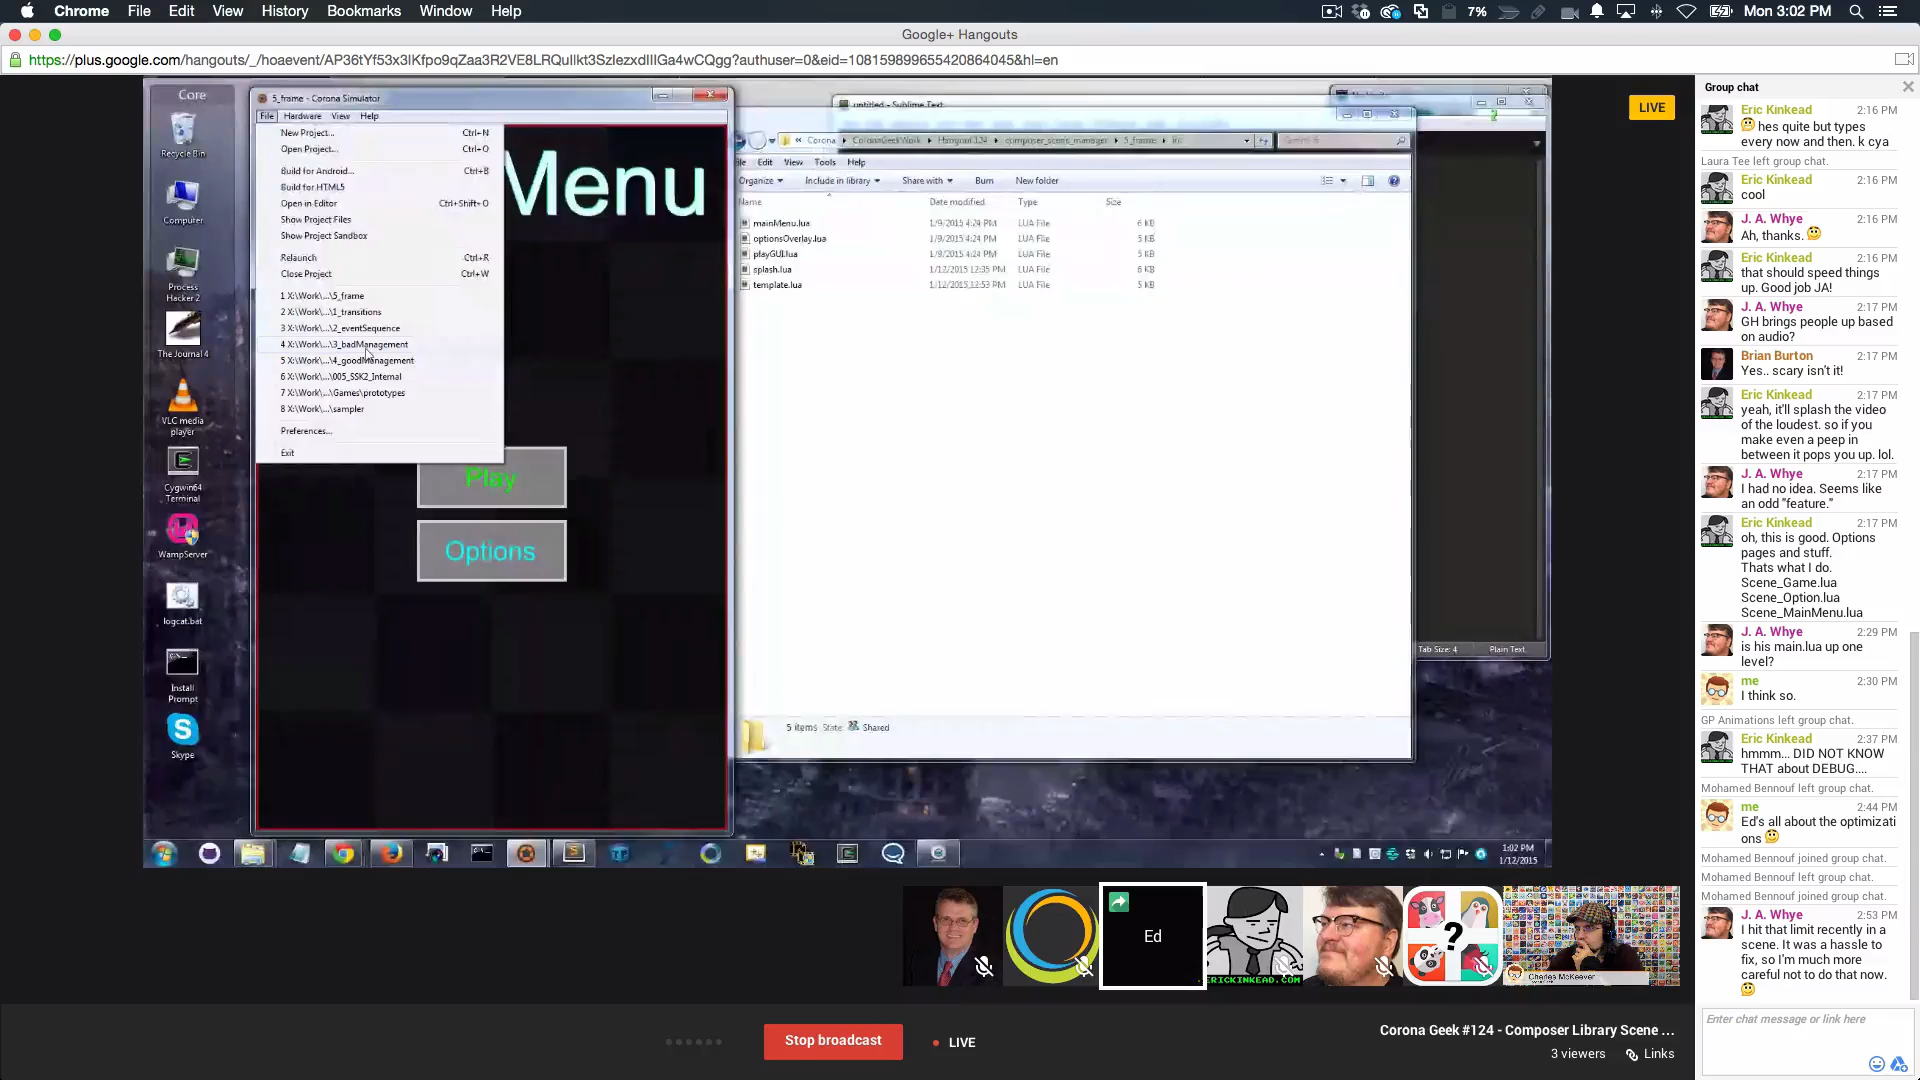 Chrome File Edit View History Bookmarks Window Help
7% Mon 3:02 PM
Google+ Hangouts
LIVE
Core
Recycle Bin
Computer
Process
Hacker 2
The Journal 4
VLC media
player
Cygwin64
Terminal
WampServer
logcat.bat
Install
Prompt
Skype
5_frame - Corona Simulator
File Hardware View Help
New Project... Ctrl+N
Open Project... Ctrl+O
Build for Android... Ctrl+B
Build for HTML5
Open in Editor Ctrl+Shift+O
Show Project Files
Show Project Sandbox
Relaunch Ctrl+R
Close Project Ctrl+W
1 X:\Work\...\5_frame
2 X:\Work\...\1_transitions
3 X:\Work\...\2_eventSequence
4 X:\Work\...\3_badManagement
5 X:\Work\...\4_goodManagement
6 X:\Work\...\005_SSK2_Internal
7 X:\Work\...\Games\prototypes
8 X:\Work\...\sampler
Preferences...
Exit
Menu
Play
Options
untitled - Sublime Text
Corona CoronaGeekWork Hangout 124 composer_scene_manager 5_frame
Edit View Tools Help
Organize Include in library Share with Burn New folder
Name Date modified Type Size
mainMenu.lua 1/9/2015 4:24 PM LUA File 6 KB
optionsOverlay.lua 1/9/2015 4:24 PM LUA File 5 KB
playGUI.lua 1/9/2015 4:24 PM LUA File 5 KB
splash.lua 1/12/2015 12:35 PM LUA File 6 KB
template.lua 1/12/2015 12:53 PM LUA File 5 KB
5 items State: Shared
Tab Size: 4 Plain Text
1:02 PM
1/12/2015
Group chat
Eric Kinkead 2:16 PM
hes quite but types
every now and then. k cya
Laura Tee left group chat.
Eric Kinkead 2:16 PM
cool
J. A. Whye 2:16 PM
Ah, thanks.
Eric Kinkead 2:16 PM
that should speed things
up. Good job JA!
J. A. Whye 2:17 PM
GH brings people up based
on audio?
Brian Burton 2:17 PM
Yes.. scary isn't it!
Eric Kinkead 2:17 PM
yeah, it'll splash the video
of the loudest. so if you
make even a peep in
between it pops you up. lol.
J. A. Whye 2:17 PM
I had no idea. Seems like
an odd "feature."
Eric Kinkead 2:17 PM
oh, this is good. Options
pages and stuff.
Thats what I do.
Scene_Game.lua
Scene_Option.lua
Scene_MainMenu.lua
J. A. Whye 2:29 PM
is his main.lua up one
level?
me 2:30 PM
I think so.
GP Animations left group chat.
Eric Kinkead 2:37 PM
hmmm... DID NOT KNOW
THAT about DEBUG....
Mohamed Bennouf left group chat.
me 2:44 PM
Ed's all about the optimizati
ons
Mohamed Bennouf joined group chat.
Mohamed Bennouf left group chat.
Mohamed Bennouf joined group chat.
J. A. Whye 2:53 PM
I hit that limit recently in a
scene. It was a hassle to
fix, so I'm much more
careful not to do that now.
Enter chat message or link here
Ed
ERICKINKEAD.COM
?
Charles McKeever
Stop broadcast
LIVE
Corona Geek #124 - Composer Library Scene ...
3 viewers Links